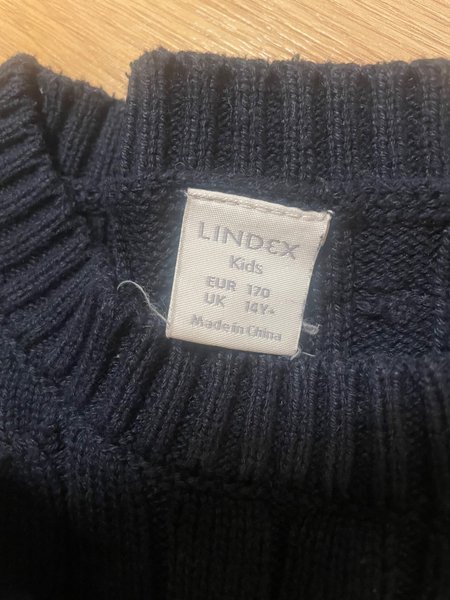 LINDEX
Kids
EUR 170
UK 14Y+
Made in China